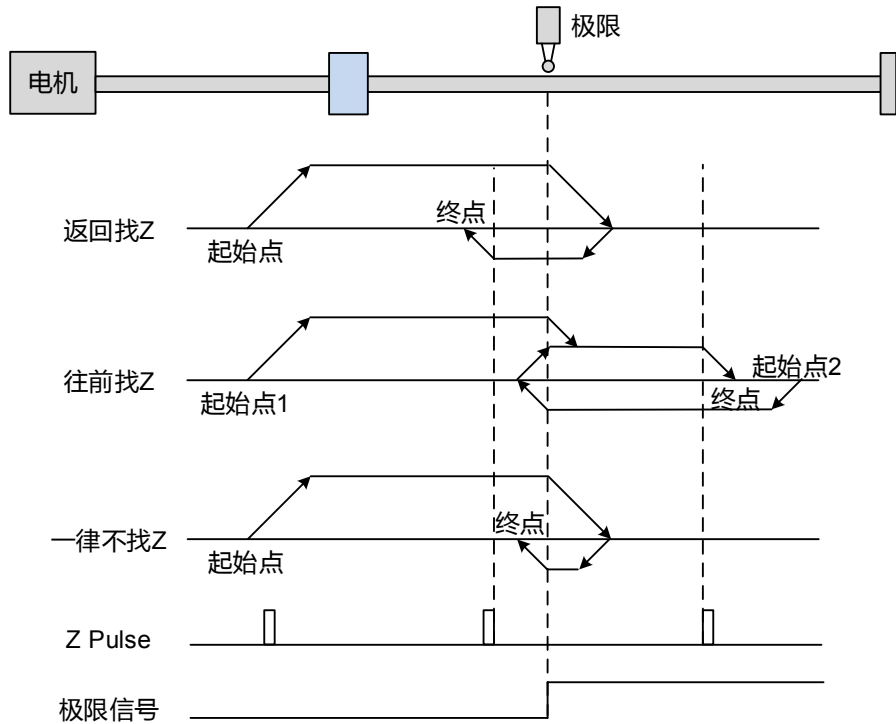 极限
电机
终点
返回找Z
起始点
往前找Z
起始点2
起始点1
终点
终点
一律不找Z
起始点
Z Pulse
极限信号